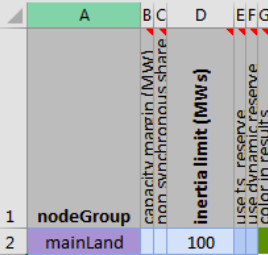 A B C D E F G
1 nodeGroup capacity margin (MW) non synchronous share inertia limit (MWs) use ts_reserve use dynamic reserve color in results
2 mainLand 100